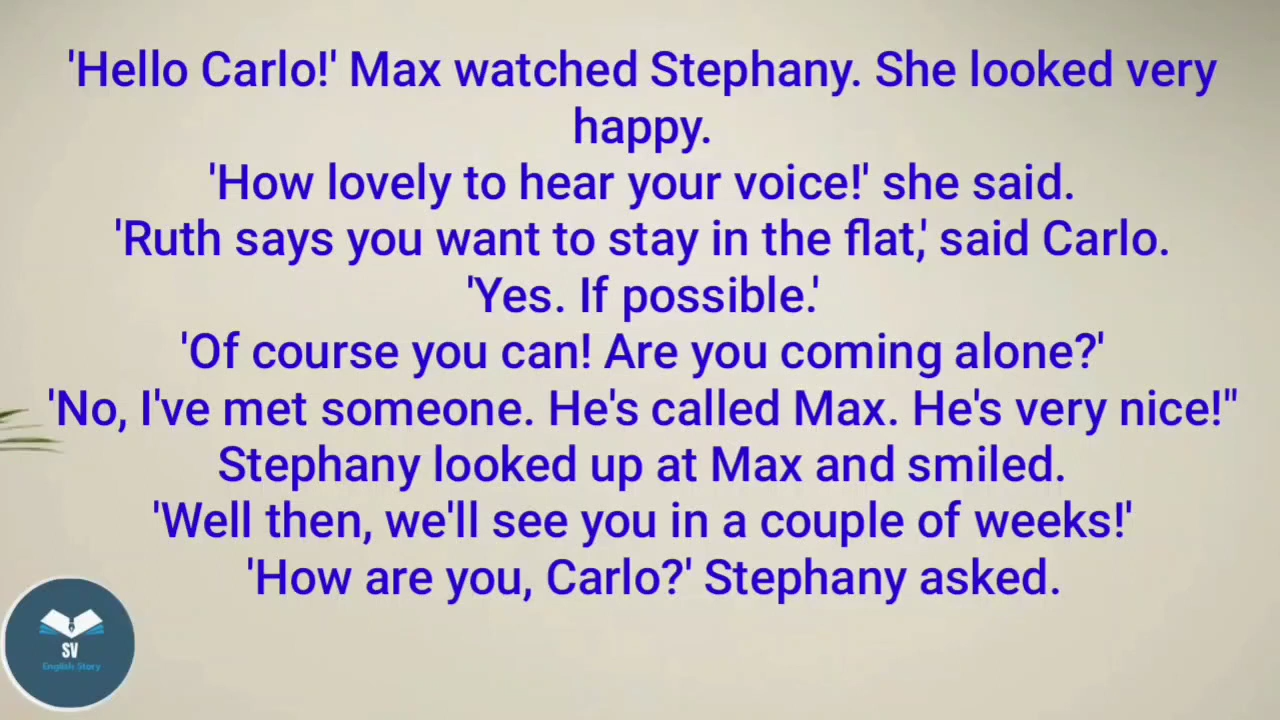 'Hello Carlo!' Max watched Stephany. She looked very
happy.
'How lovely to hear your voice!' she said.
'Ruth says you want to stay in the flat,' said Carlo.
'Yes. If possible.'
'Of course you can! Are you coming alone?'
'No, I've met someone. He's called Max. He's very nice!"
Stephany looked up at Max and smiled.
'Well then, we'll see you in a couple of weeks!'
'How are you, Carlo?' Stephany asked.
SV
English Story